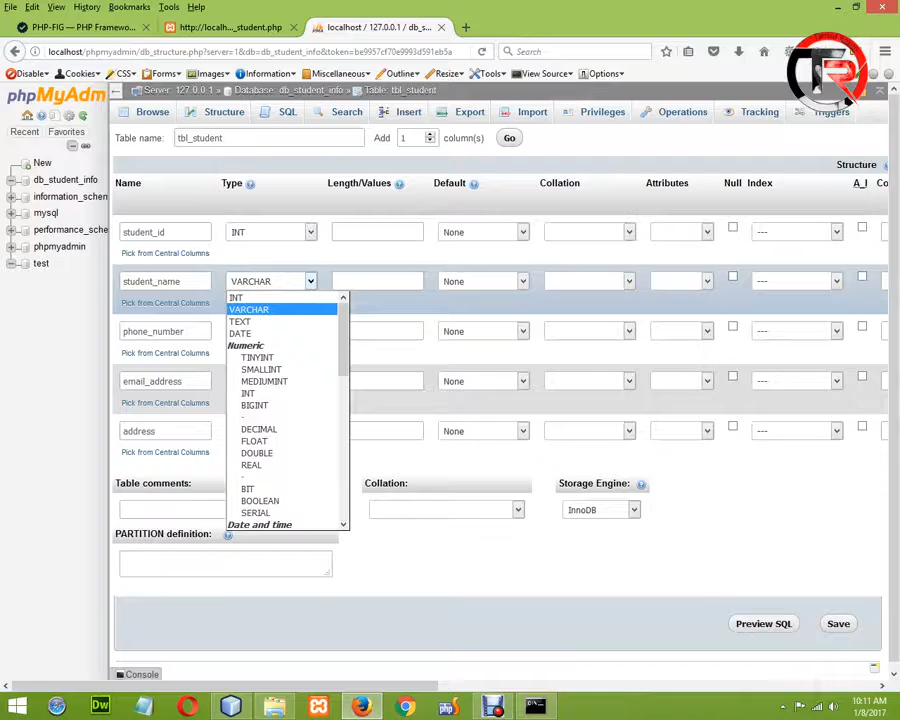 File Edit View History Bookmarks Tools Help
PHP-FIG — PHP Framewo... http://localh..._student.php localhost / 127.0.0.1 / db_s...
localhost/phpmyadmin/db_structure.php?server=1&db=db_student_info&token=be9957cf70e9993d591eb5a Search
Disable Cookies CSS Forms Images Information Miscellaneous Outline Resize Tools View Source Options
phpMyAdm
Server: 127.0.0.1 » Database: db_student_info » Table: tbl_student
Browse Structure SQL Search Insert Export Import Privileges Operations Tracking Triggers
Recent Favorites
New
db_student_info
information_schem
mysql
performance_sche
phpmyadmin
test
Table name: tbl_student Add 1 column(s) Go
Structure
Name Type Length/Values Default Collation Attributes Null Index A_I Co
student_id INT None ---
Pick from Central Columns
student_name VARCHAR None ---
Pick from Central Columns
phone_number None ---
Pick from Central Columns
email_address None ---
Pick from Central Columns
address None ---
Pick from Central Columns
INT
VARCHAR
TEXT
DATE
Numeric
TINYINT
SMALLINT
MEDIUMINT
INT
BIGINT
-
DECIMAL
FLOAT
DOUBLE
REAL
-
BIT
BOOLEAN
SERIAL
Date and time
Table comments: Collation: Storage Engine:
InnoDB
PARTITION definition:
Preview SQL Save
Console
Dw
10:11 AM
1/8/2017